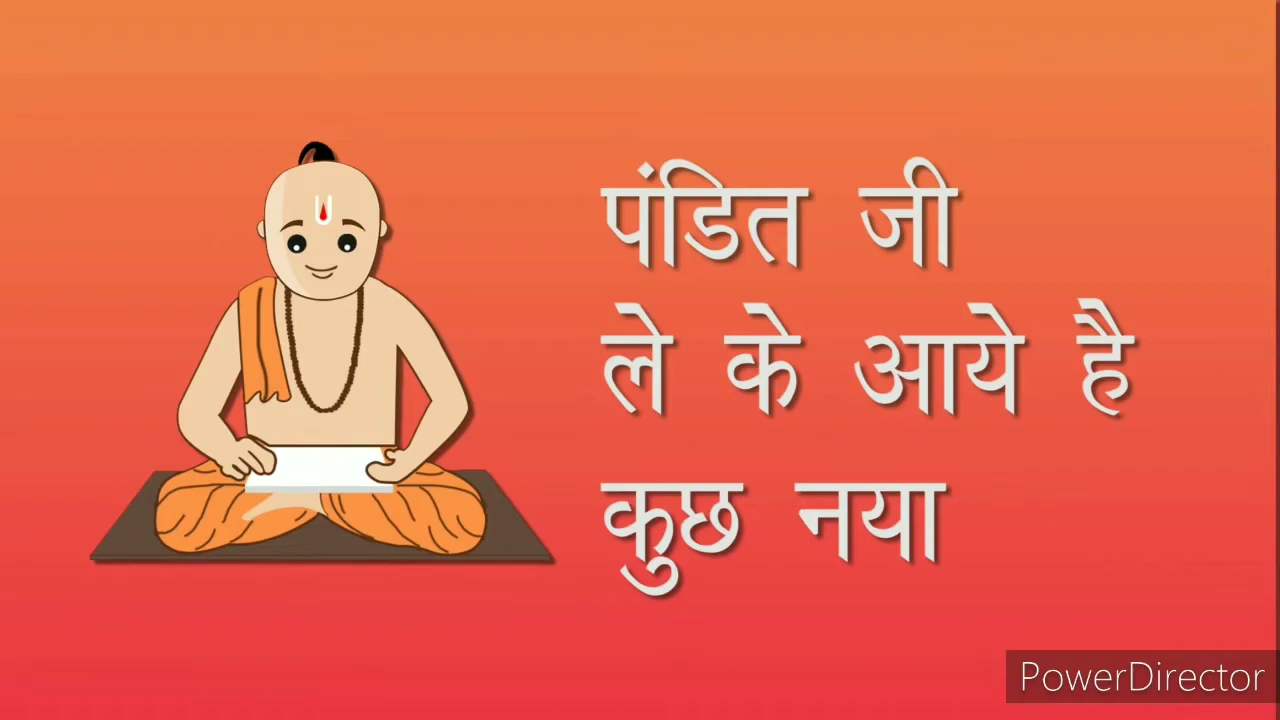 पंडित जी
ले के आये है
कुछ नया
PowerDirector